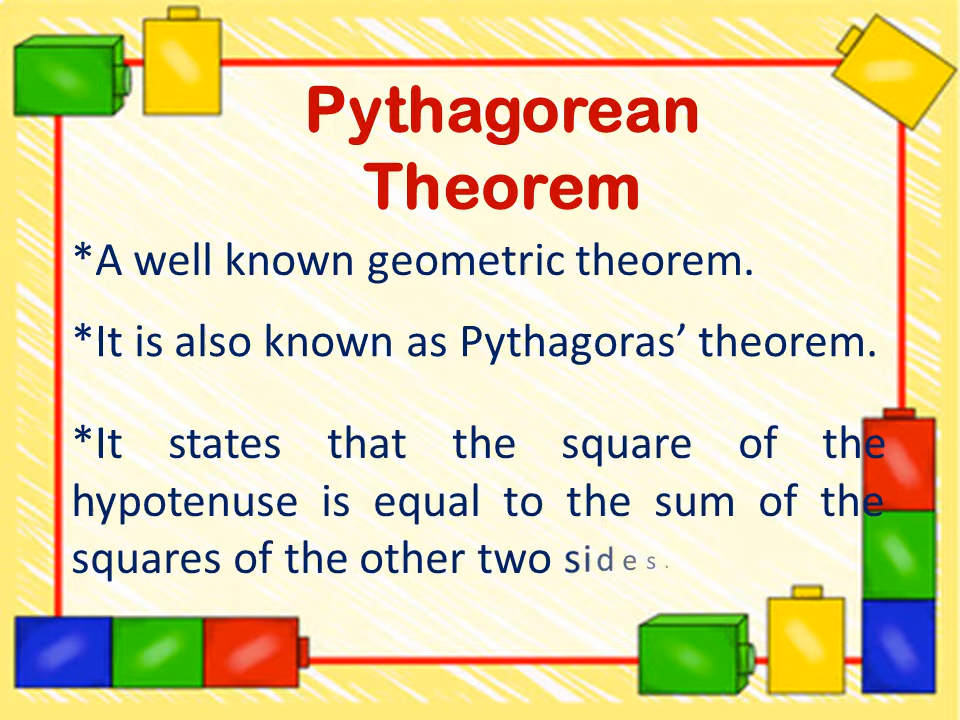 Pythagorean
Theorem
*A well known geometric theorem.
*It is also known as Pythagoras’ theorem.
*It states that the square of the
hypotenuse is equal to the sum of the
squares of the other two sides.